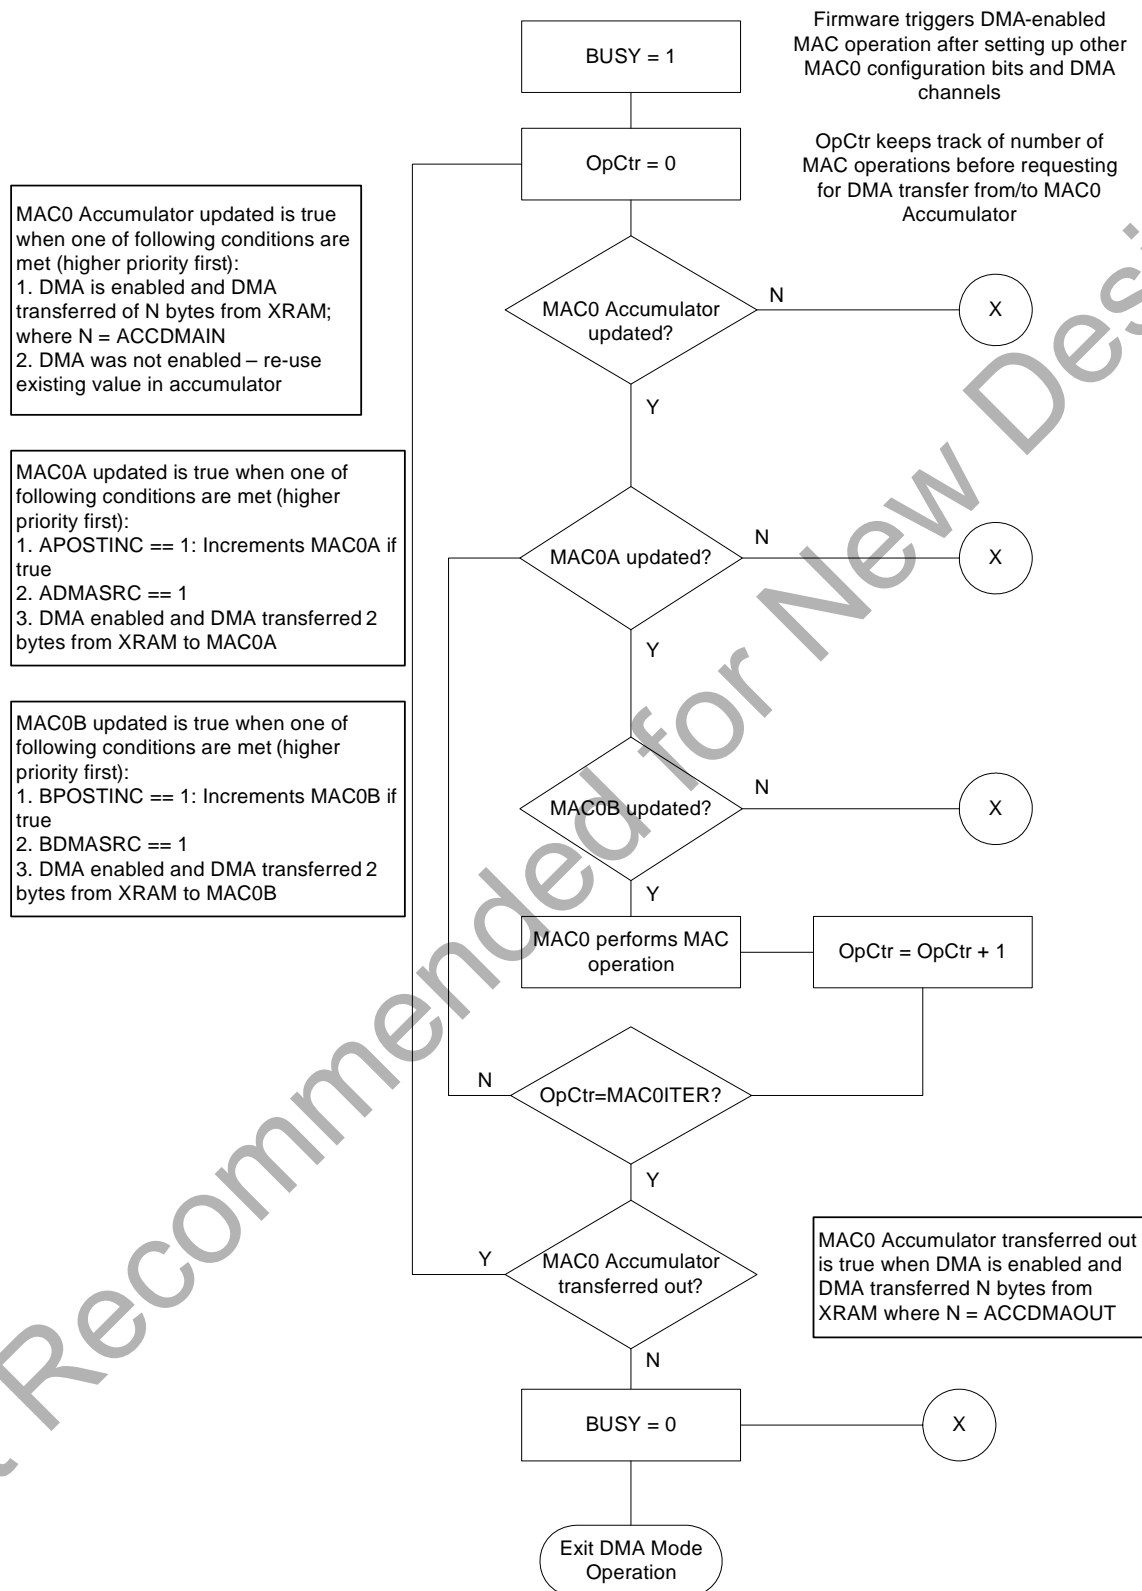 BUSY = 1
Firmware triggers DMA-enabled
MAC operation after setting up other
MAC0 configuration bits and DMA
channels
OpCtr = 0
OpCtr keeps track of number of
MAC operations before requesting
for DMA transfer from/to MAC0
Accumulator
MAC0 Accumulator updated is true
when one of following conditions are
met (higher priority first):
1. DMA is enabled and DMA
transferred of N bytes from XRAM;
where N = ACCDMAIN
2. DMA was not enabled – re-use
existing value in accumulator
MAC0 Accumulator
updated?
N
X
Y
MAC0A updated is true when one of
following conditions are met (higher
priority first):
1. APOSTINC == 1: Increments MAC0A if
true
2. ADMASRC == 1
3. DMA enabled and DMA transferred 2
bytes from XRAM to MAC0A
MAC0A updated?
N
X
Y
MAC0B updated is true when one of
following conditions are met (higher
priority first):
1. BPOSTINC == 1: Increments MAC0B if
true
2. BDMASRC == 1
3. DMA enabled and DMA transferred 2
bytes from XRAM to MAC0B
MAC0B updated?
N
X
Y
MAC0 performs MAC
operation
OpCtr = OpCtr + 1
N
OpCtr=MAC0ITER?
Y
Y
MAC0 Accumulator
transferred out?
MAC0 Accumulator transferred out
is true when DMA is enabled and
DMA transferred N bytes from
XRAM where N = ACCDMAOUT
N
BUSY = 0
X
Exit DMA Mode
Operation
Recommended for New Desi